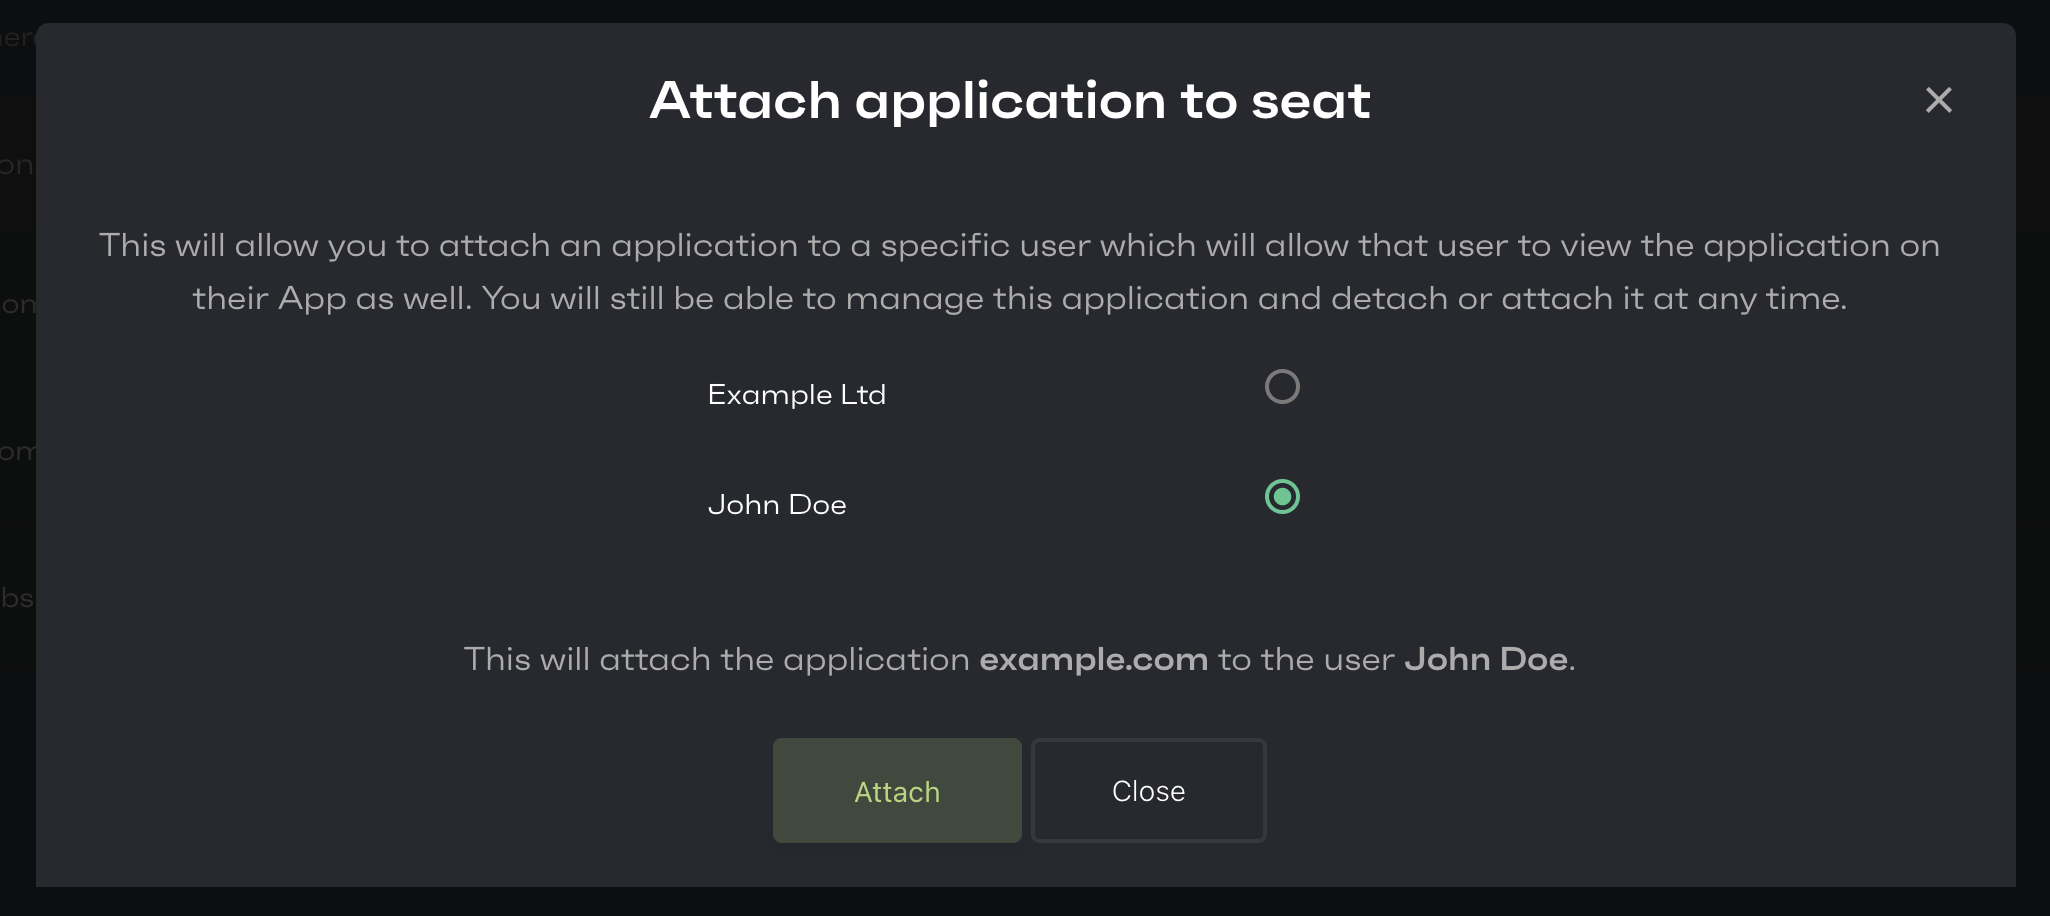 Attach application to seat
This will allow you to attach an application to a specific user which will allow that user to view the application on
their App as well. You will still be able to manage this application and detach or attach it at any time.
Example Ltd
John Doe
This will attach the application example.com to the user John Doe.
Attach
Close